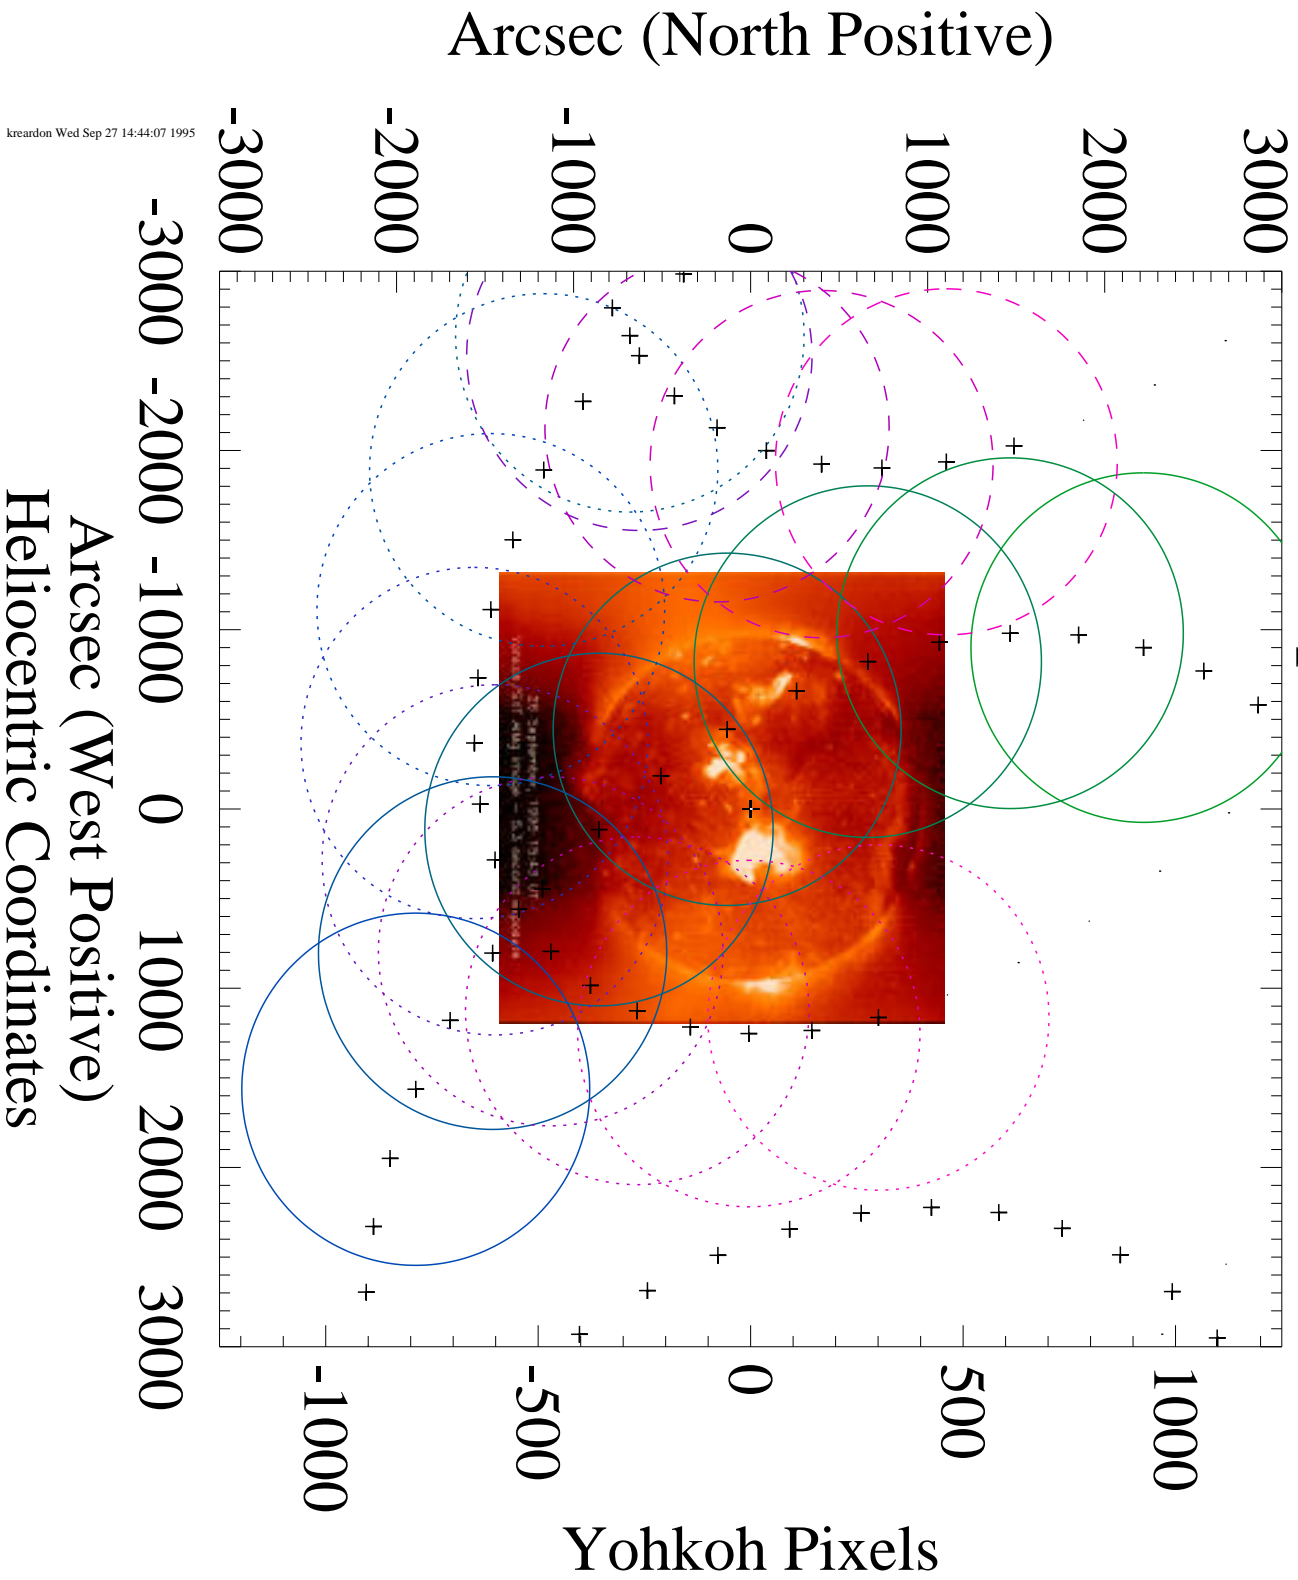 Arcsec (North Positive)
kreardon Wed Sep 27 14:44:07 1995
-3000 -2000 -1000 0 1000 2000 3000
-3000 -2000 -1000 0 1000 2000 3000
Arcsec (West Positive)
Heliocentric Coordinates
-1000 -500 0 500 1000
Yohkoh Pixels